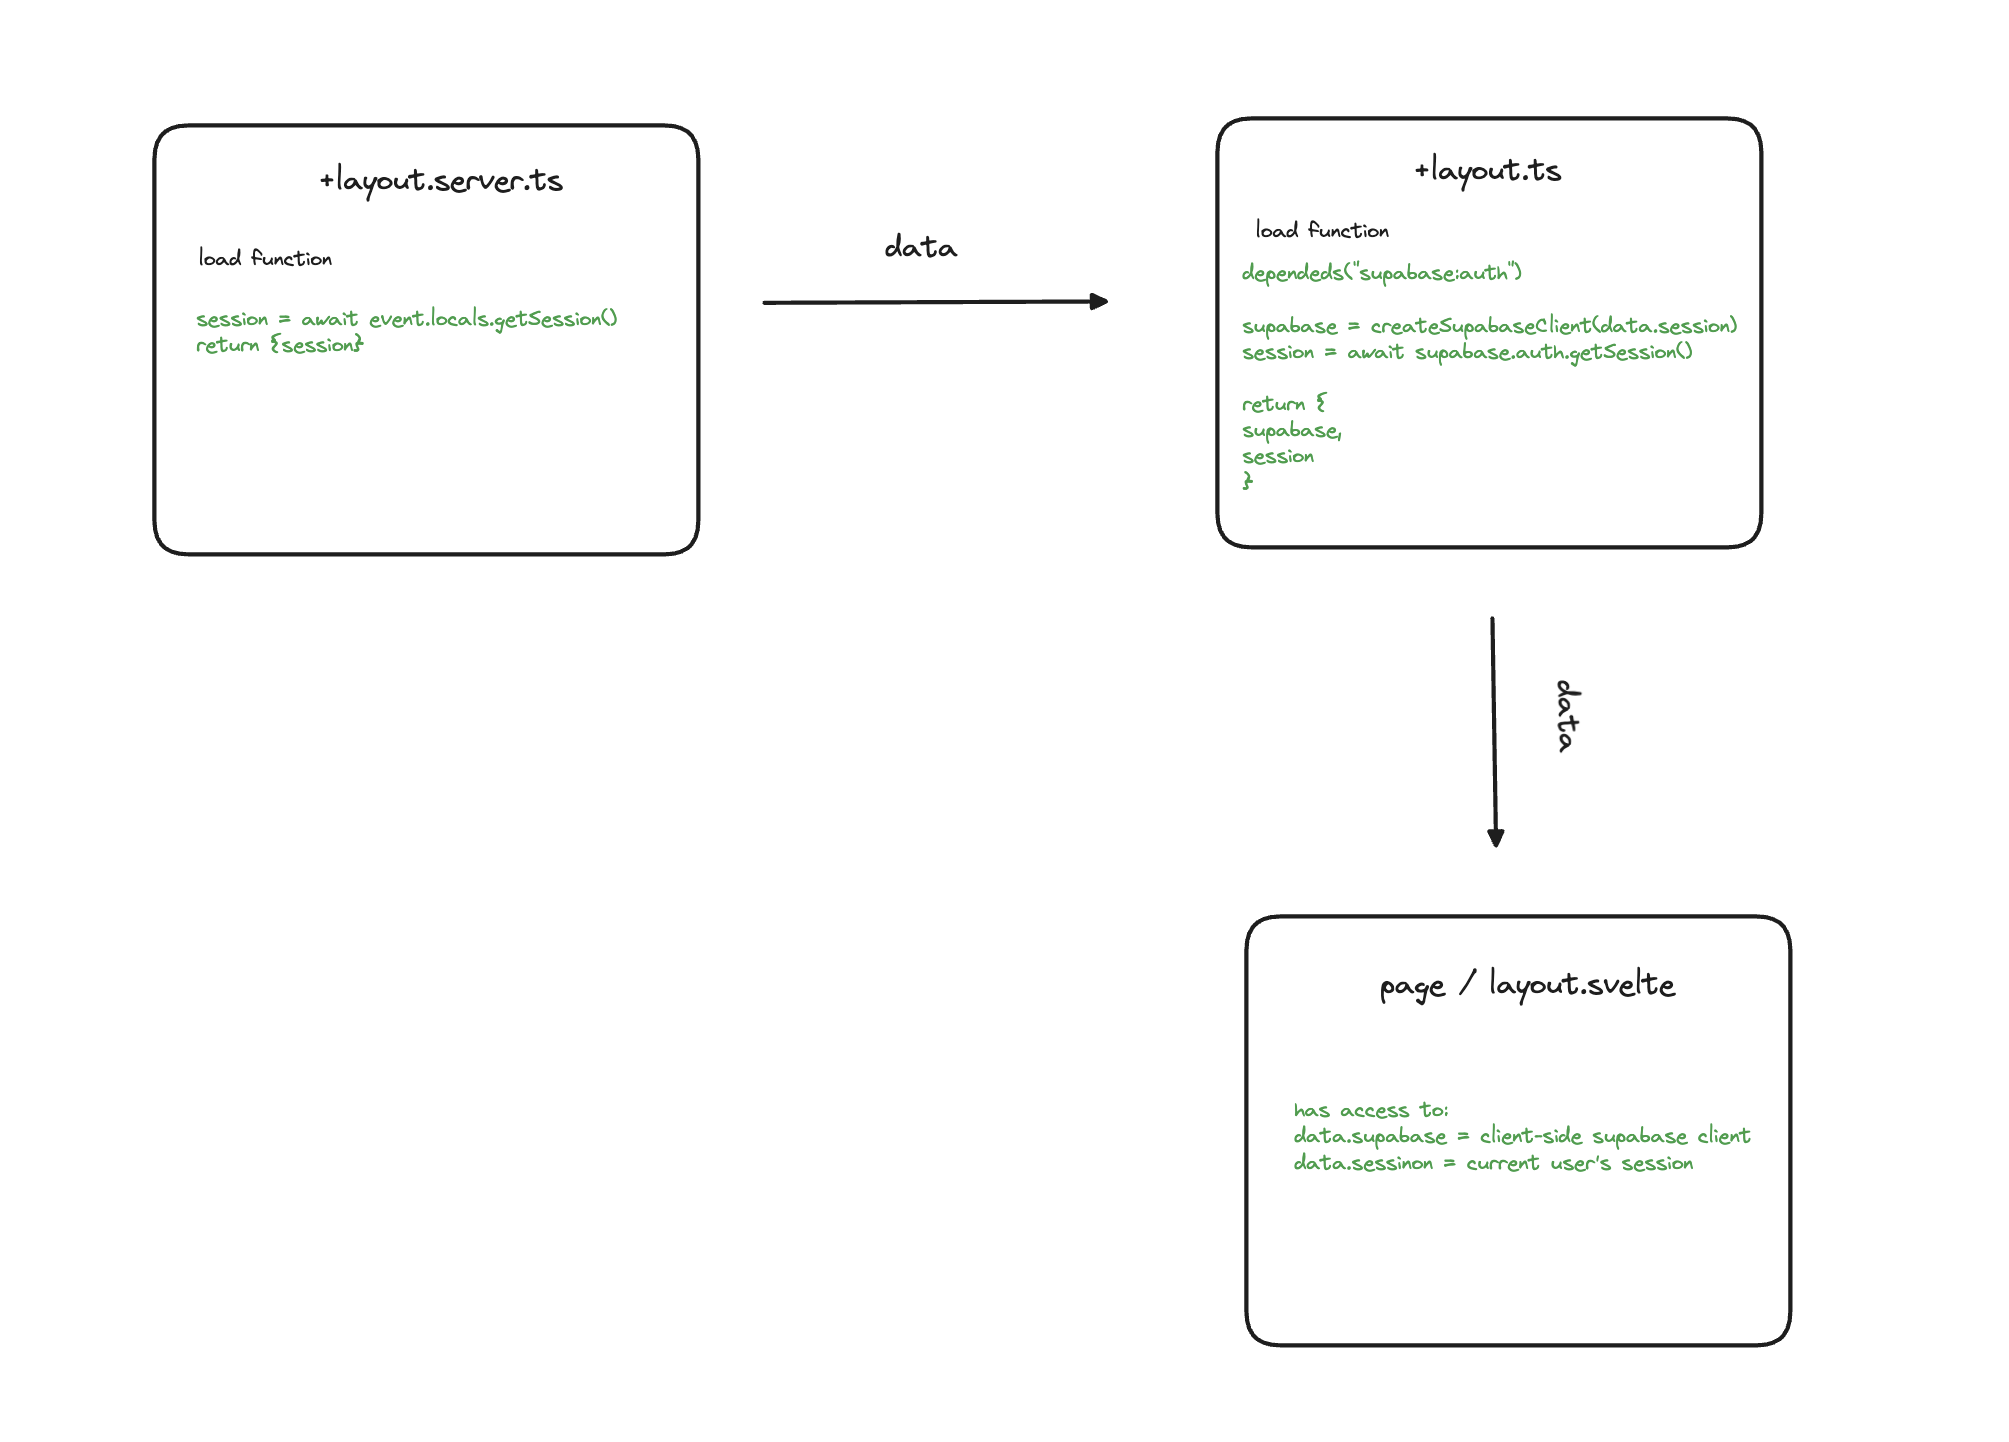 +layout.server.ts
load function
session = await event.locals.getSession()
return {session}
data
+layout.ts
load function
dependeds("supabase:auth")
supabase = createSupabaseClient(data.session)
session = await supabase.auth.getSession()
return {
supabase,
session
}
data
page / layout.svelte
has access to:
data.supabase = client-side supabase client
data.sessinon = current user's session